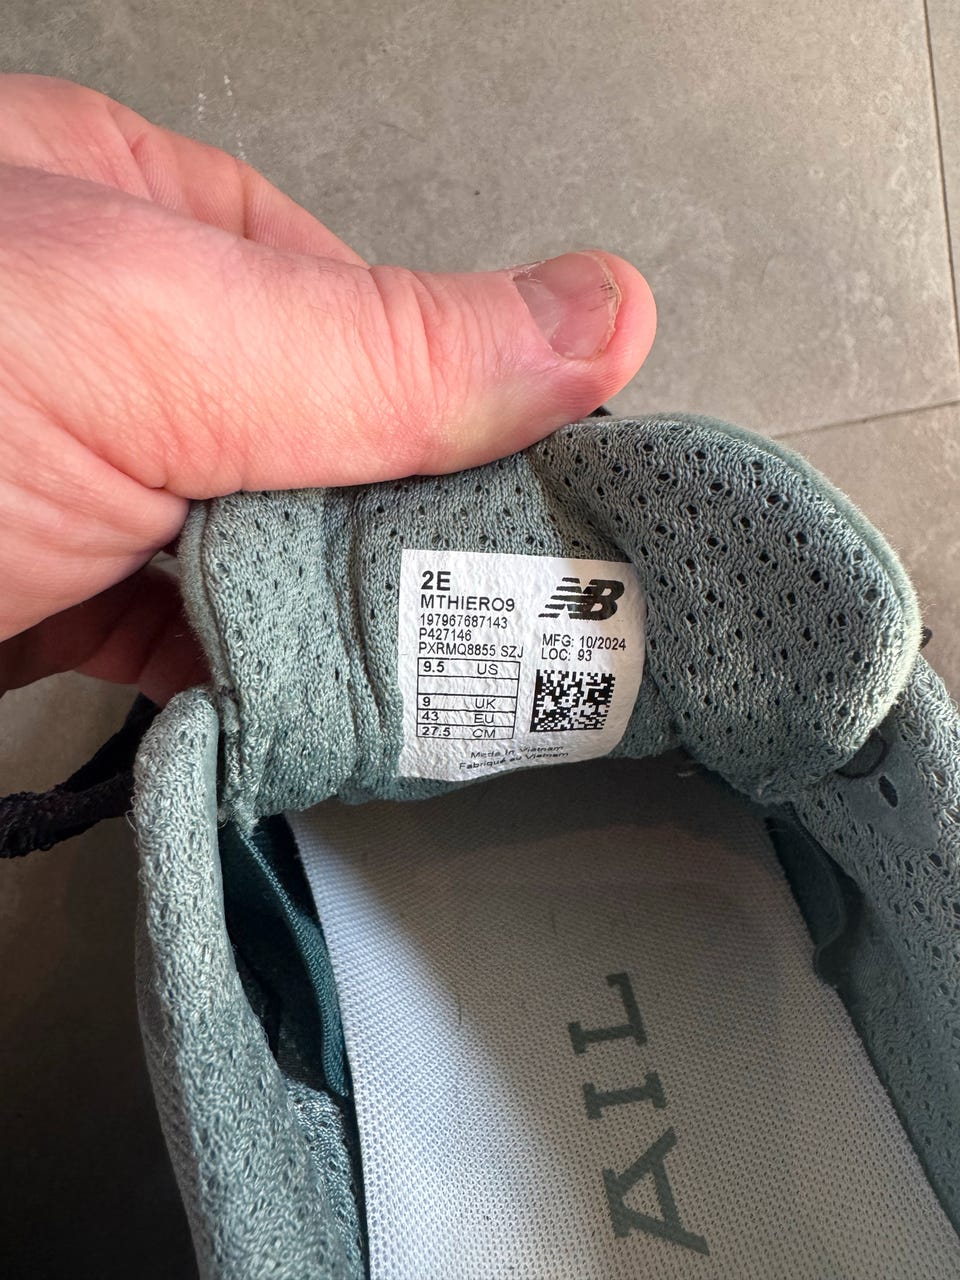 2E
MTHIERO9
197967687143
P427146
PXRMQ8855 SZJ
9.5 US
9 UK
43 EU
27.5 CM
NB
MFG: 10/2024
LOC: 93
Made in Vietnam
Fabriqué au Vietnam
AIL